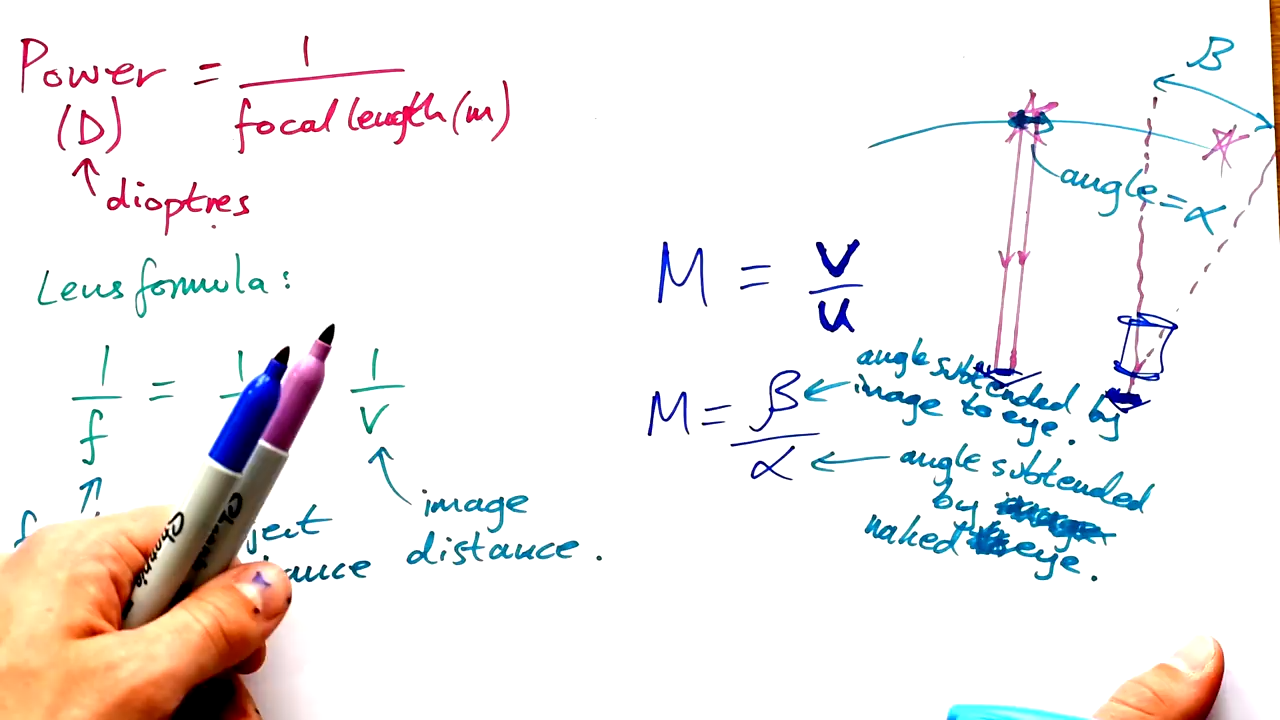 Power = 1
(D) focal length (m)
↑
dioptres
Lens formula:
1/f = 1 1/v
image
distance.
M = v/u
M = β/α
← angle subtended by
image to eye.
← angle subtended
by
naked eye.
angle = α
β
Sharpie